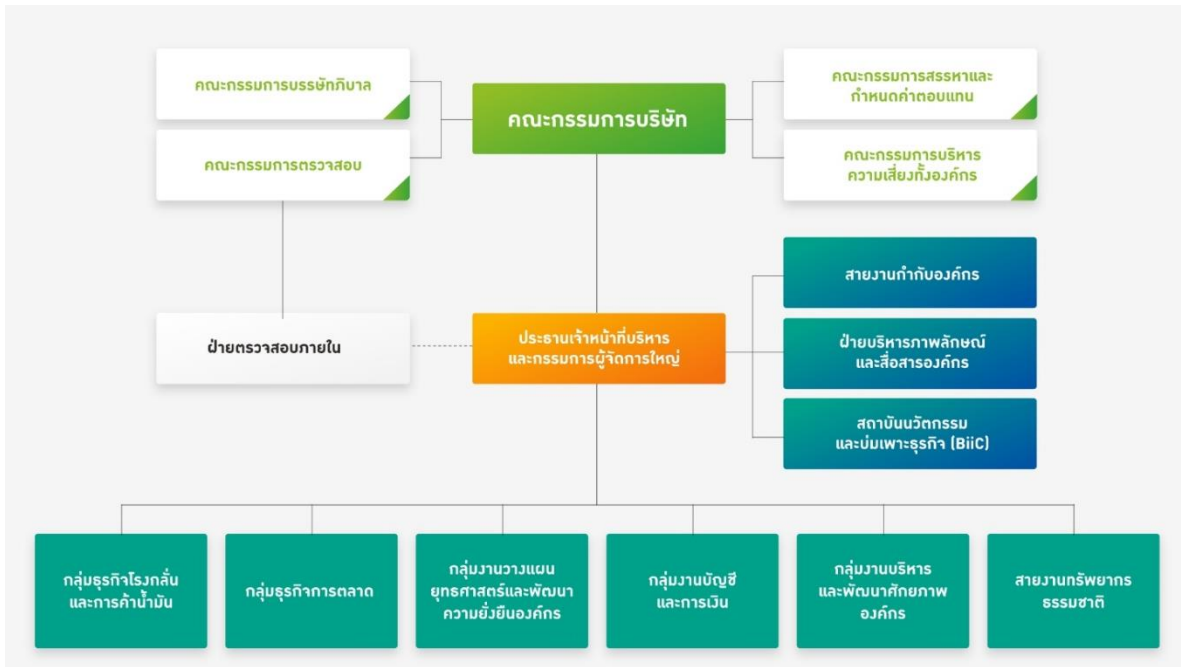 คณะกรรมการบรรษัทภิบาล
คณะกรรมการบริษัท
คณะกรรมการสรรหาและ
กำหนดค่าตอบแทน
คณะกรรมการตรวจสอบ
คณะกรรมการบริหาร
ความเสี่ยงทั้งองค์กร
สายงานกำกับองค์กร
ฝ่ายตรวจสอบภายใน
ประธานเจ้าหน้าที่บริหาร
และกรรมการผู้จัดการใหญ่
ฝ่ายบริหารภาพลักษณ์
และสื่อสารองค์กร
สถาบันนวัตกรรม
และบ่มเพาะธุรกิจ (BiiC)
กลุ่มธุรกิจโรงกลั่น
และการค้าน้ำมัน
กลุ่มธุรกิจการตลาด
กลุ่มงานวางแผน
ยุทธศาสตร์และพัฒนา
ความยั่งยืนองค์กร
กลุ่มงานบัญชี
และการเงิน
กลุ่มงานบริหาร
และพัฒนาศักยภาพ
องค์กร
สายงานทรัพยากร
ธรรมชาติ